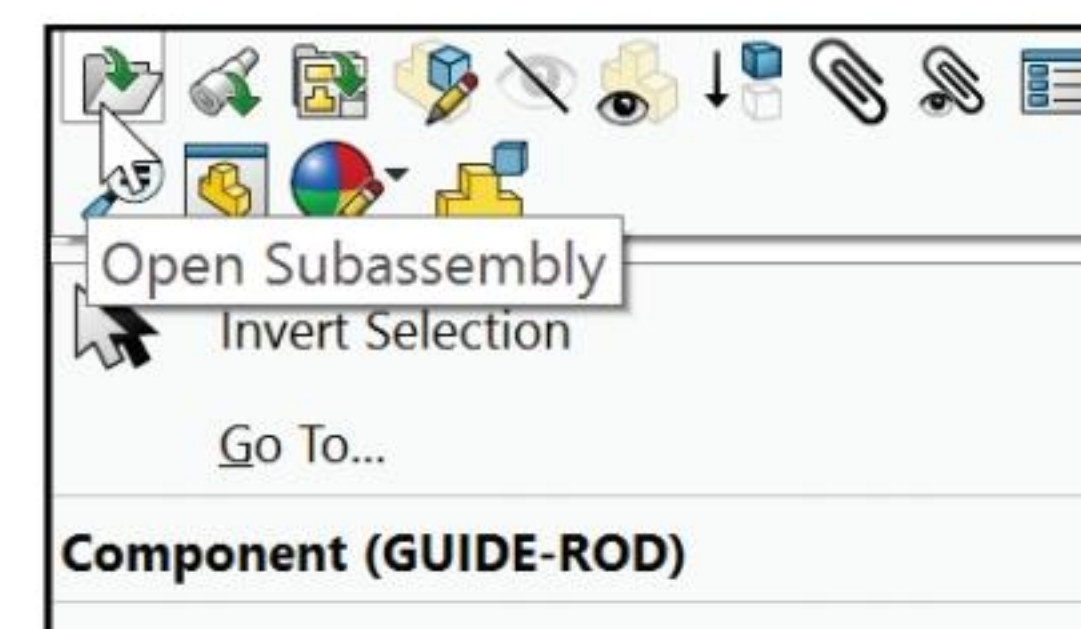 Open Subassembly
Invert Selection
Go To...
Component (GUIDE-ROD)